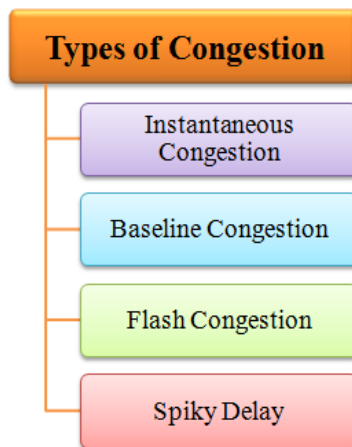 Types of Congestion
Instantaneous
Congestion
Baseline Congestion
Flash Congestion
Spiky Delay